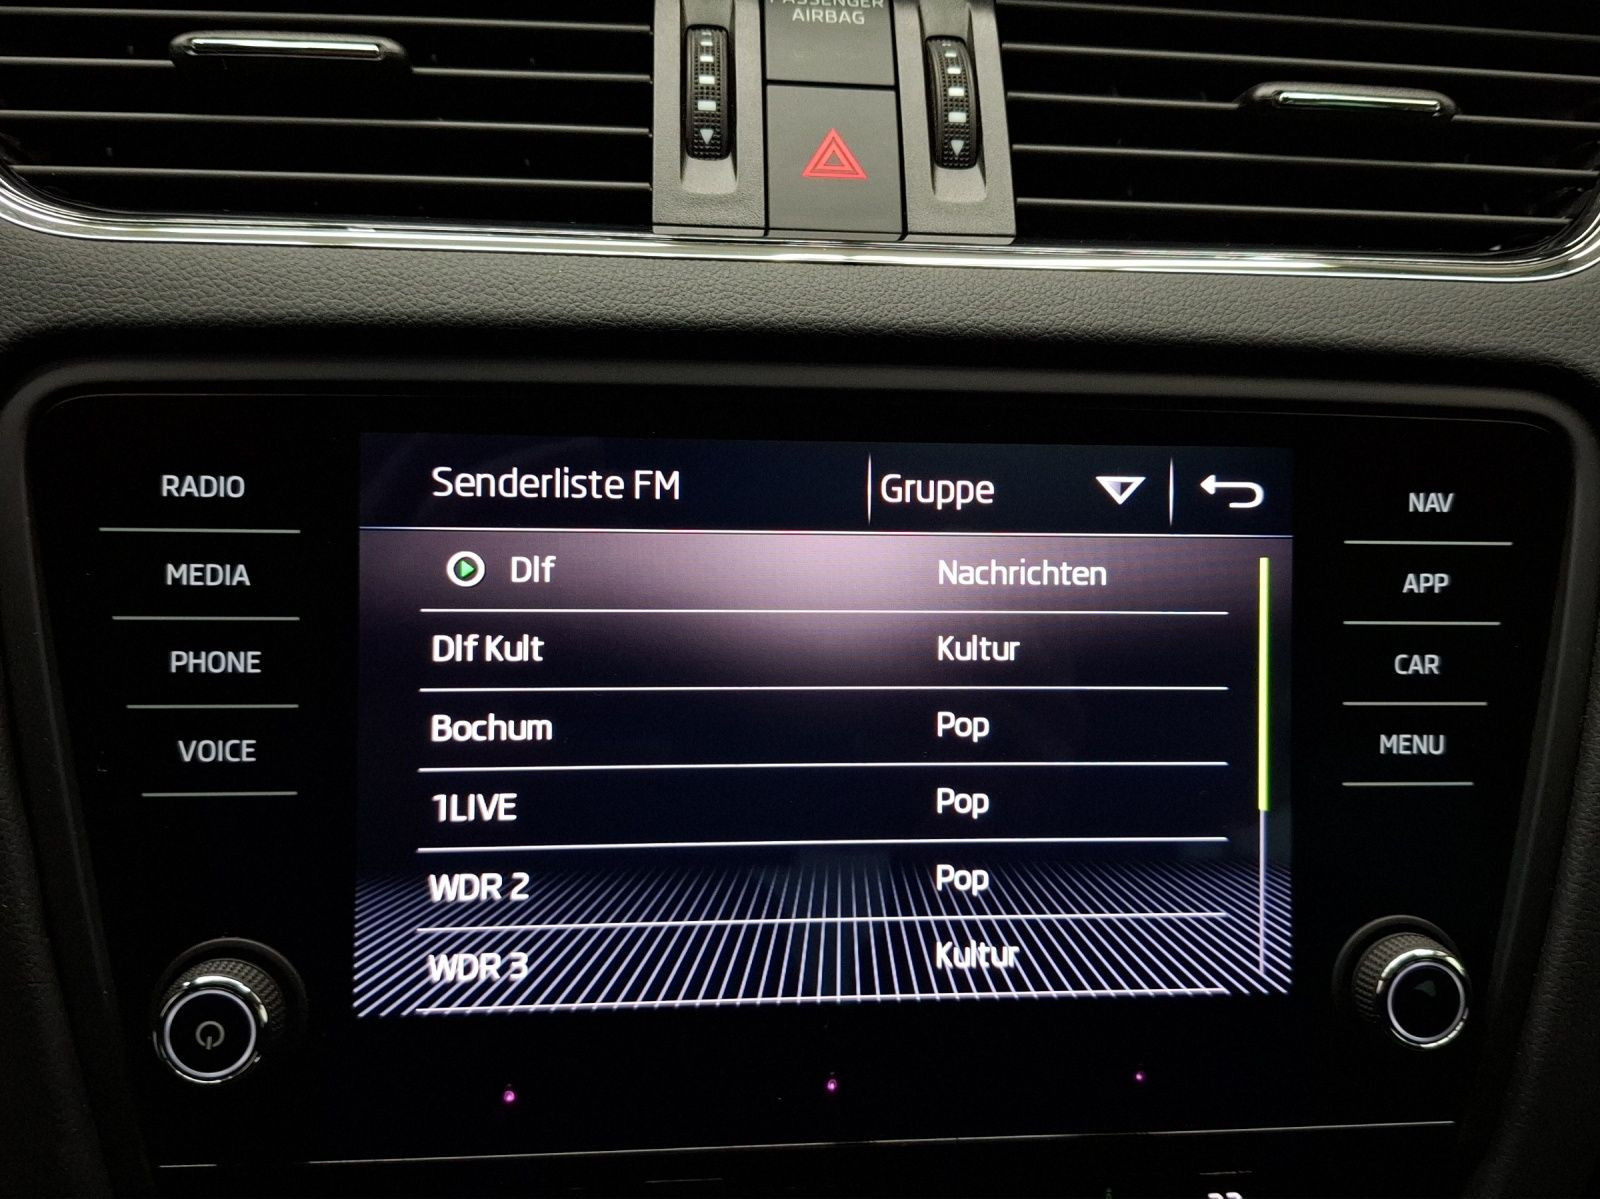 PASSENGER
AIRBAG
RADIO
MEDIA
PHONE
VOICE
Senderliste FM Gruppe
Dlf Nachrichten
Dlf Kult Kultur
Bochum Pop
1LIVE Pop
WDR 2 Pop
WDR 3 Kultur
NAV
APP
CAR
MENU